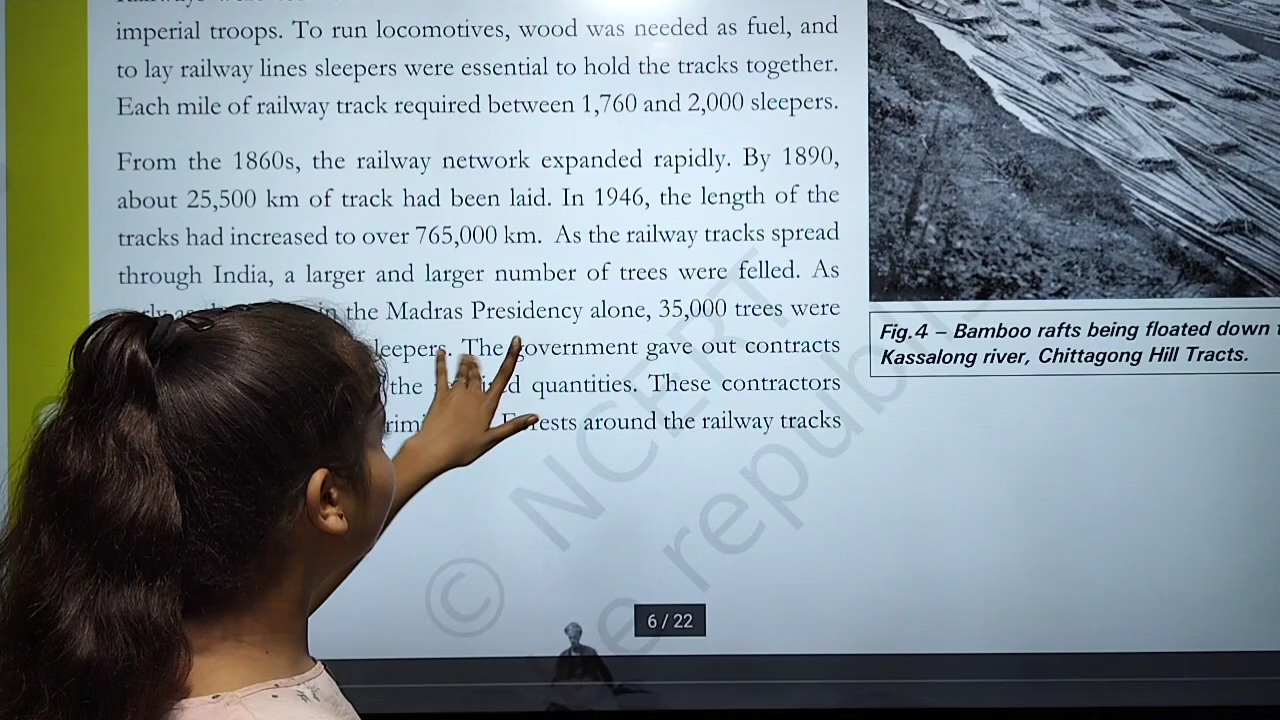 imperial troops. To run locomotives, wood was needed as fuel, and
to lay railway lines sleepers were essential to hold the tracks together.
Each mile of railway track required between 1,760 and 2,000 sleepers.
From the 1860s, the railway network expanded rapidly. By 1890,
about 25,500 km of track had been laid. In 1946, the length of the
tracks had increased to over 765,000 km. As the railway tracks spread
through India, a larger and larger number of trees were felled. As
in the Madras Presidency alone, 35,000 trees were
sleepers. The government gave out contracts
the quantities. These contractors
Forests around the railway tracks
Fig.4 – Bamboo rafts being floated down
Kassalong river, Chittagong Hill Tracts.
© NCERT
be republis
6 / 22